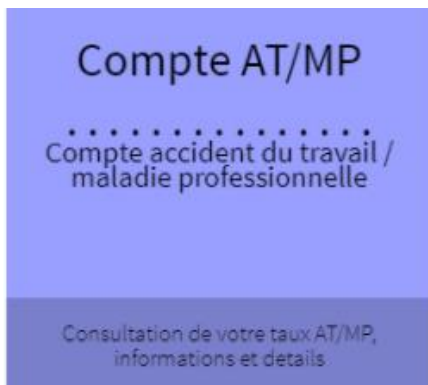 Compte AT/MP
Compte accident du travail /
maladie professionnelle
Consultation de votre taux AT/MP,
informations et details